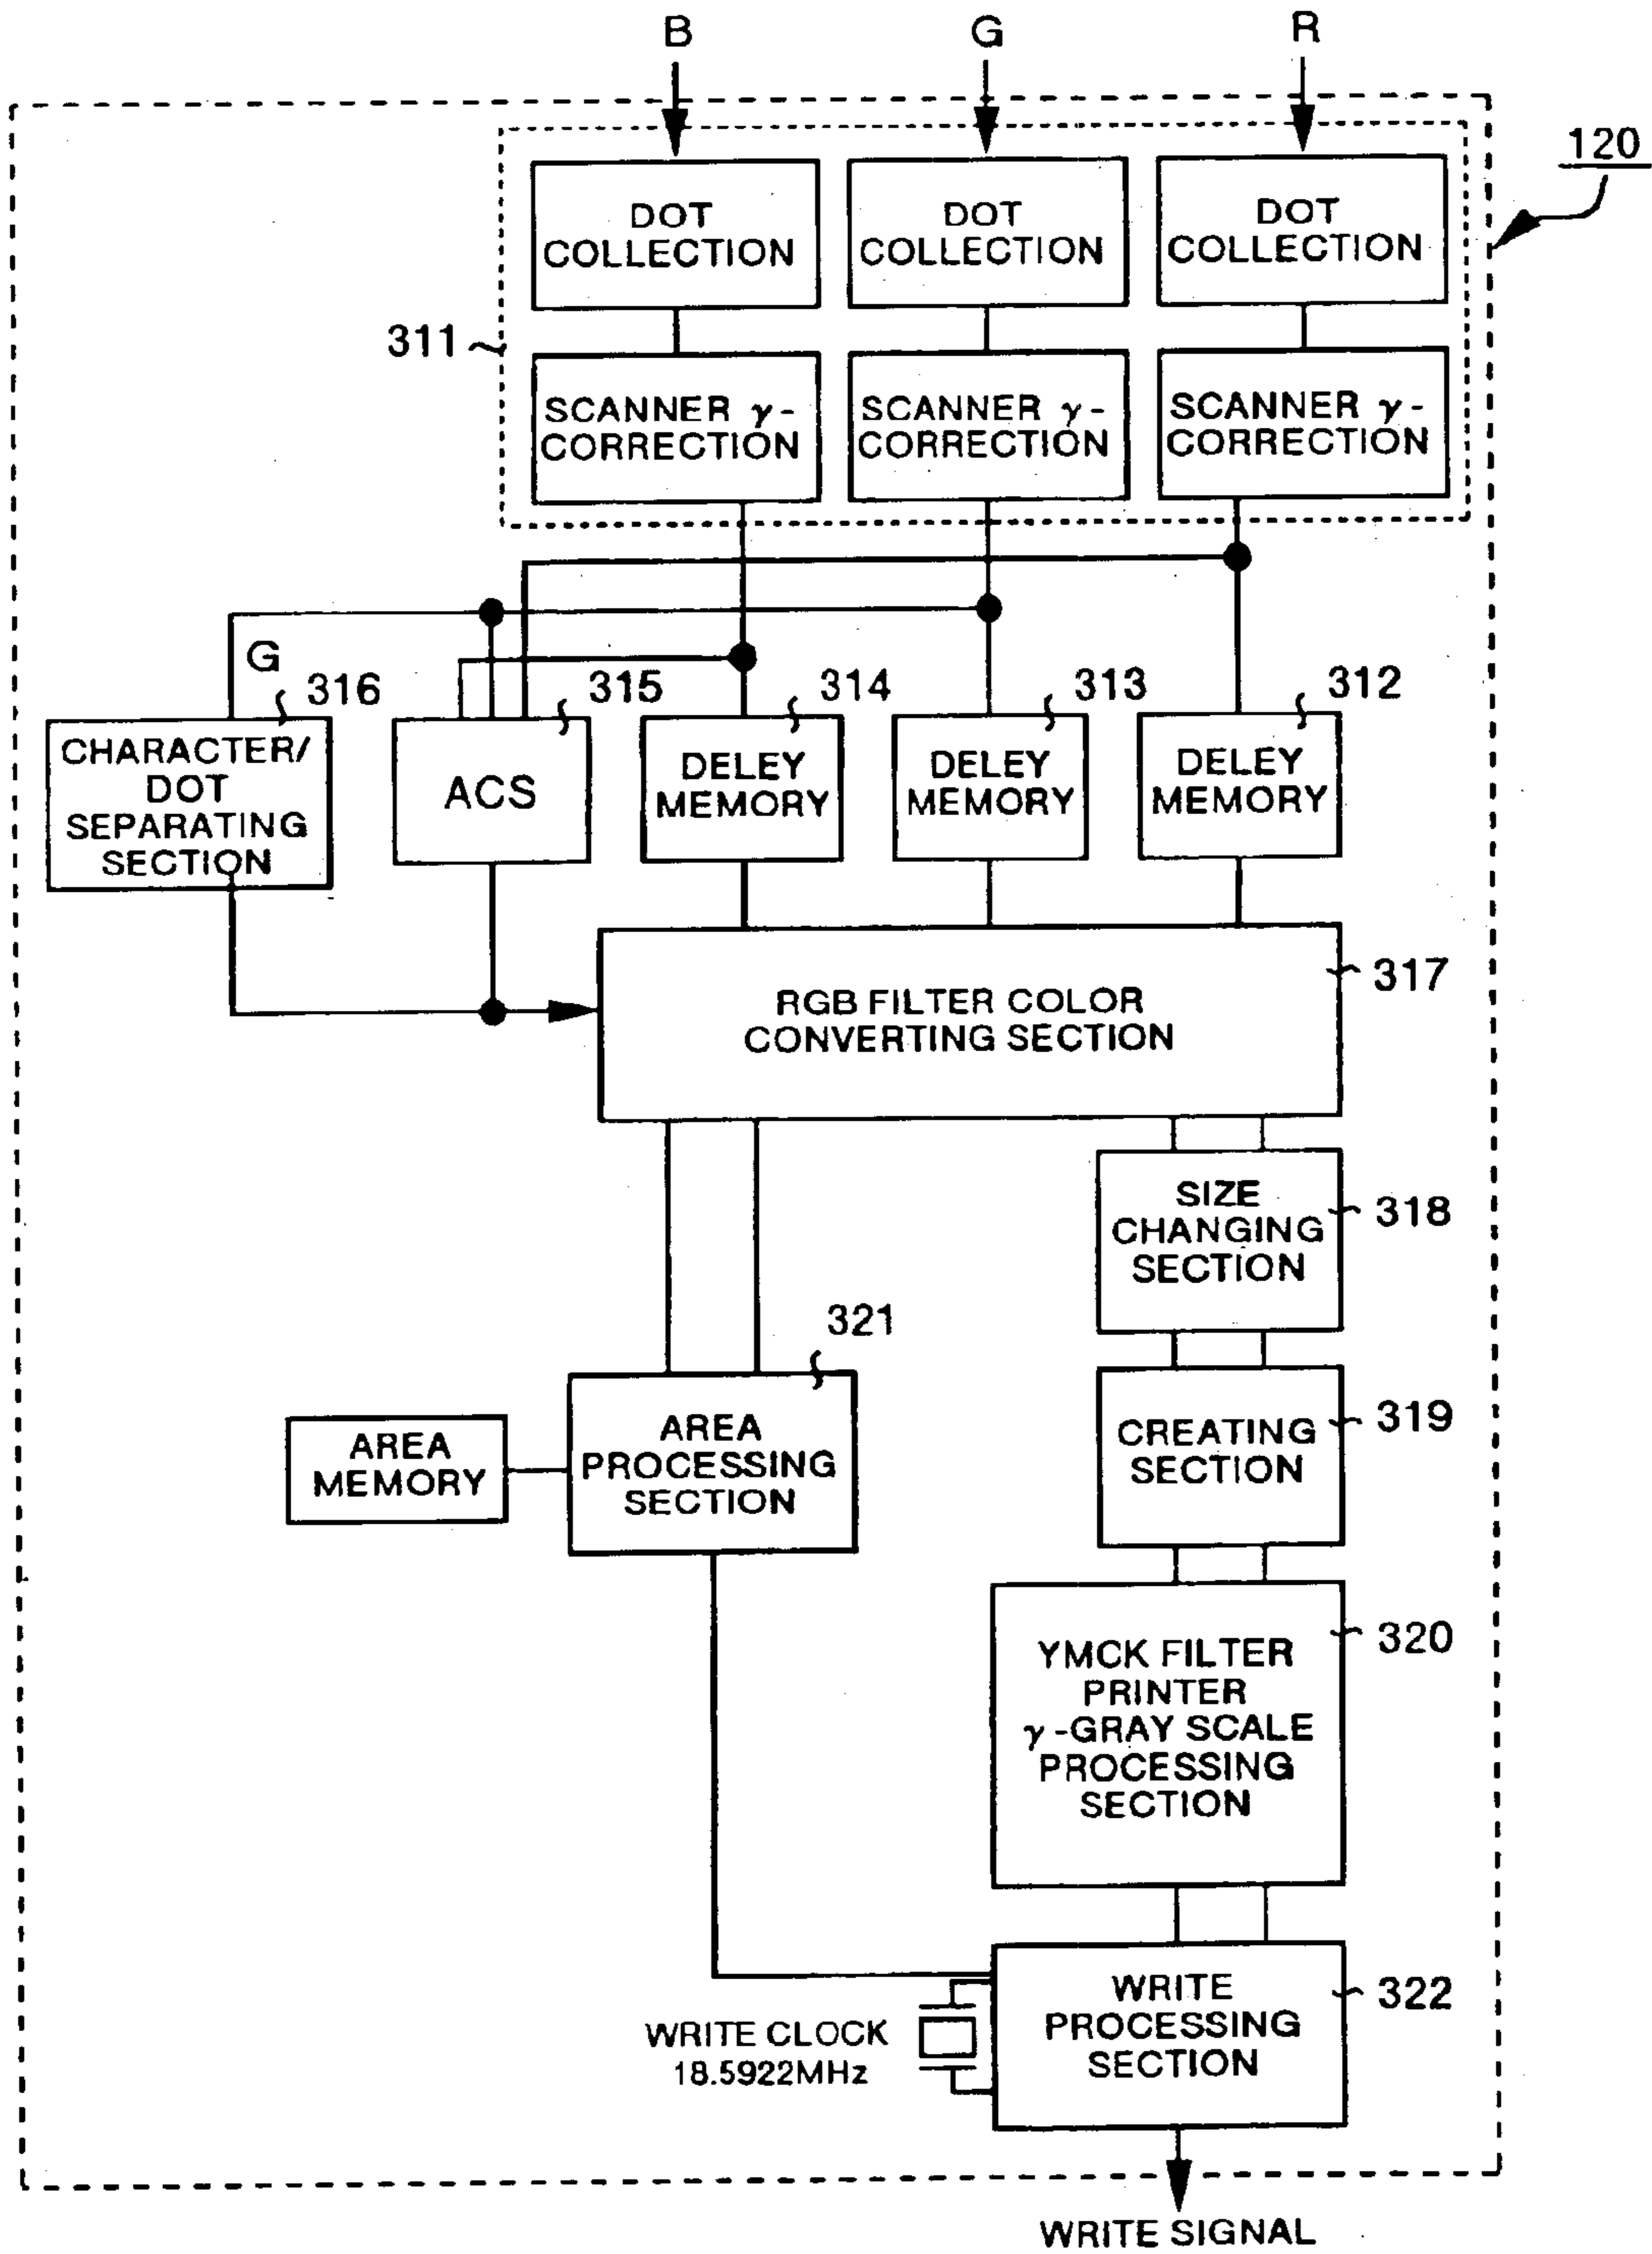 B
G
R
120
DOT
COLLECTION
DOT
COLLECTION
DOT
COLLECTION
311
SCANNER γ-
CORRECTION
SCANNER γ-
CORRECTION
SCANNER γ-
CORRECTION
G
316
315
314
313
312
CHARACTER/
DOT
SEPARATING
SECTION
ACS
DELEY
MEMORY
DELEY
MEMORY
DELEY
MEMORY
317
RGB FILTER COLOR
CONVERTING SECTION
SIZE
CHANGING
SECTION
318
321
AREA
MEMORY
AREA
PROCESSING
SECTION
CREATING
SECTION
319
YMCK FILTER
PRINTER
γ-GRAY SCALE
PROCESSING
SECTION
320
WRITE CLOCK
18.5922MHz
WRITE
PROCESSING
SECTION
322
WRITE SIGNAL